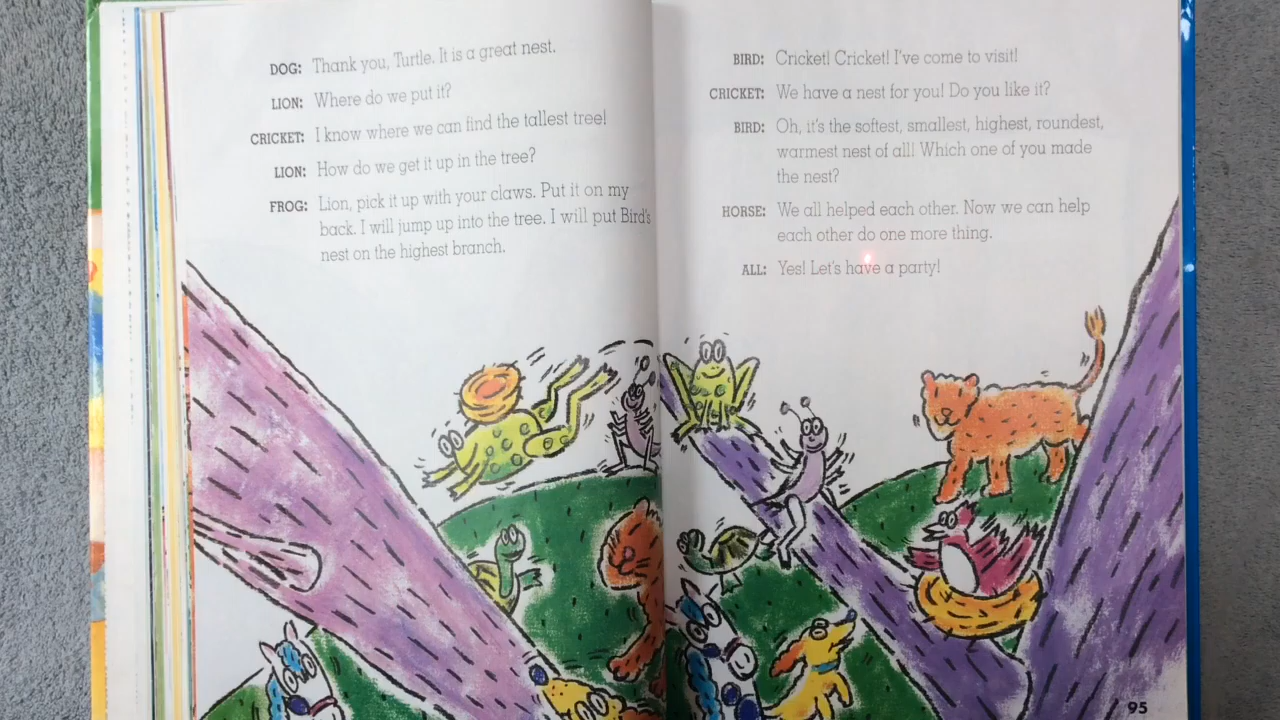 DOG: Thank you, Turtle. It is a great nest.
LION: Where do we put it?
CRICKET: I know where we can find the tallest tree!
LION: How do we get it up in the tree?
FROG: Lion, pick it up with your claws. Put it on my
back. I will jump up into the tree. I will put Bird's
nest on the highest branch.
BIRD: Cricket! Cricket! I've come to visit!
CRICKET: We have a nest for you! Do you like it?
BIRD: Oh, it's the softest, smallest, highest, roundest,
warmest nest of all! Which one of you made
the nest?
HORSE: We all helped each other. Now we can help
each other do one more thing.
ALL: Yes! Let's have a party!
95